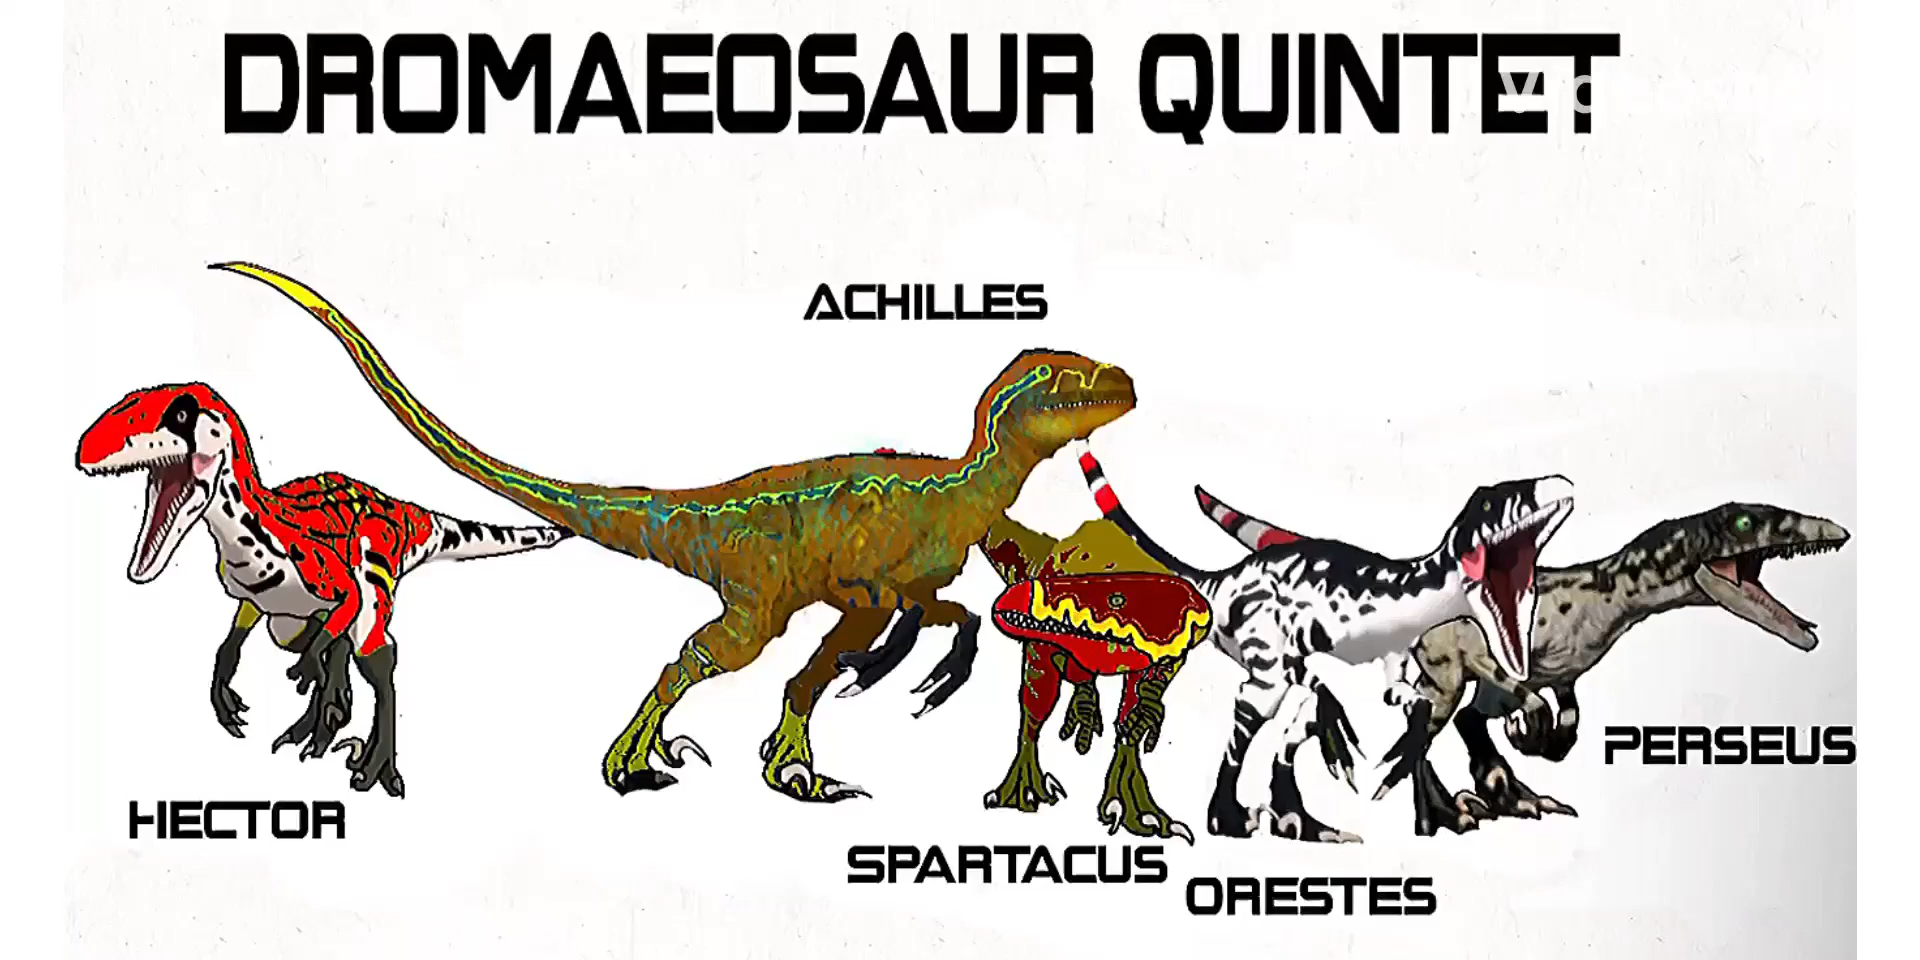 DROMAEOSAUR QUINTET
ACHILLES
PERSEUS
HECTOR
SPARTACUS
ORESTES